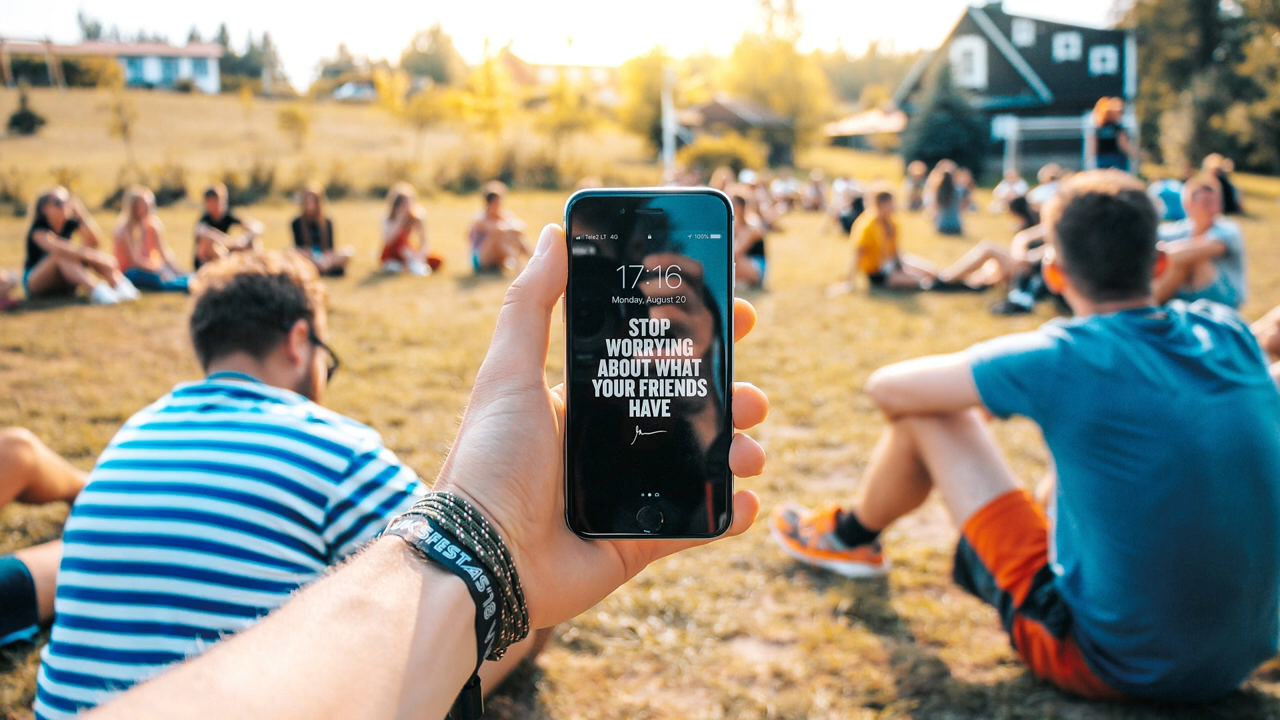 Tele2 LT 4G 100%
17:16
Monday, August 20
STOP
WORRYING
ABOUT WHAT
YOUR FRIENDS
HAVE